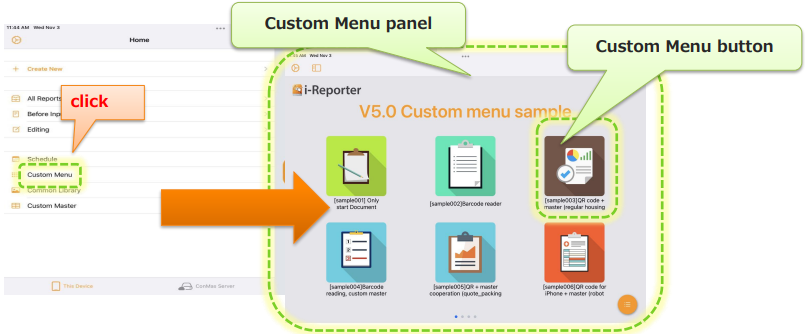 11:44 AM Wed Nov 3
Home
Create New
All Reports
Before Inp
Editing
Schedule
Custom Menu
Common Library
Custom Master
This Device
ConMas Server
click
Custom Menu panel
Custom Menu button
AM Wed Nov 3
i-Reporter
V5.0 Custom menu sample
[sample001] Only
start Document
[sample002]Barcode reader
[sample003]QR code +
master (regular housing
[sample004]Barcode
reading, custom master
[sample005]QR + master
cooperation (quote_packing
[sample006]QR code for
iPhone + master (robot